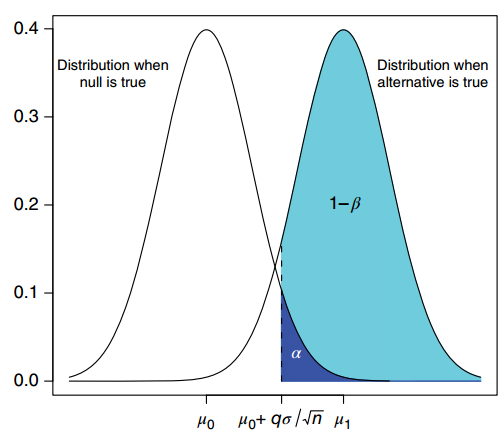 0.4
Distribution when
null is true
Distribution when
alternative is true
0.3
0.2
1−β
0.1
α
0.0
μ₀
μ₀+ qσ/√n
μ₁